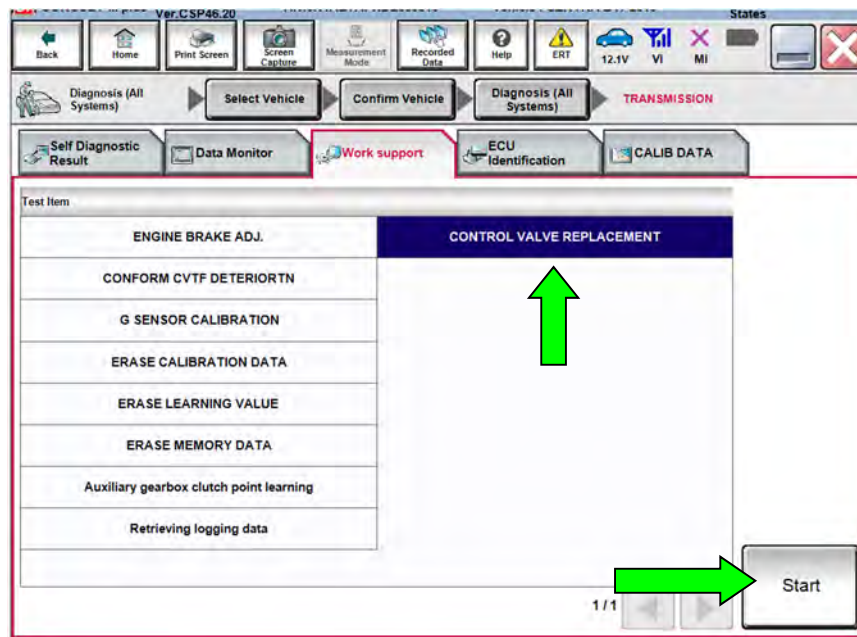 Ver.CSP46.20
States
Back
Home
Print Screen
Screen
Capture
Measurement
Mode
Recorded
Data
Help
ERT
12.1V
VI
MI
Diagnosis (All
Systems)
Select Vehicle
Confirm Vehicle
Diagnosis (All
Systems)
TRANSMISSION
Self Diagnostic
Result
Data Monitor
Work support
ECU
Identification
CALIB DATA
Test Item
ENGINE BRAKE ADJ.
CONTROL VALVE REPLACEMENT
CONFORM CVTF DETERIORTN
G SENSOR CALIBRATION
ERASE CALIBRATION DATA
ERASE LEARNING VALUE
ERASE MEMORY DATA
Auxiliary gearbox clutch point learning
Retrieving logging data
Start
1/1